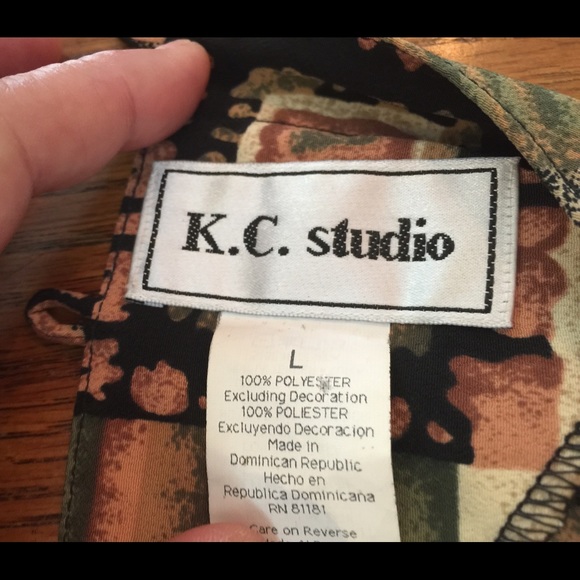 K.C. studio
L
100% POLYESTER
Excluding Decoration
100% POLIESTER
Excluyendo Decoracion
Made in
Dominican Republic
Hecho en
Republica Dominicana
RN 81181
Care on Reverse